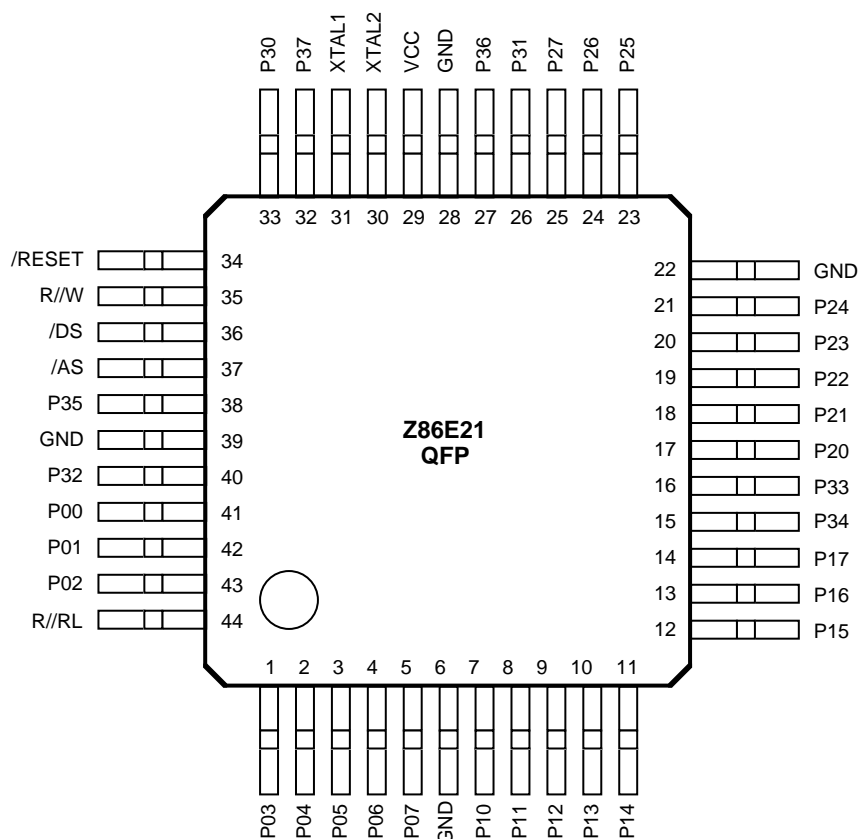 P30 P37 XTAL1 XTAL2 VCC GND P36 P31 P27 P26 P25
33 32 31 30 29 28 27 26 25 24 23
/RESET 34
R//W 35
/DS 36
/AS 37
P35 38
GND 39
P32 40
P00 41
P01 42
P02 43
R//RL 44
Z86E21
QFP
22 GND
21 P24
20 P23
19 P22
18 P21
17 P20
16 P33
15 P34
14 P17
13 P16
12 P15
1 2 3 4 5 6 7 8 9 10 11
P03 P04 P05 P06 P07 GND P10 P11 P12 P13 P14